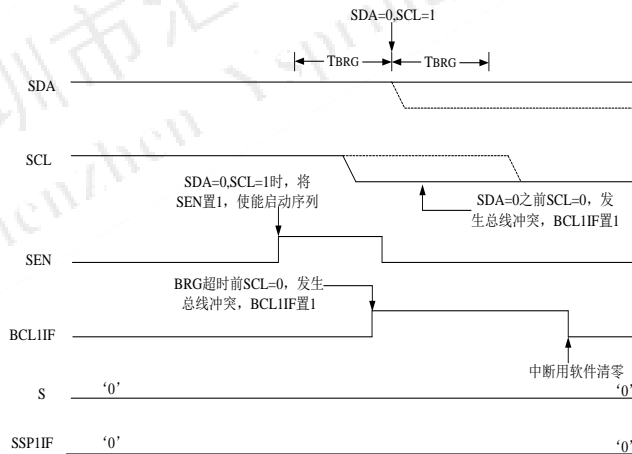 SDA=0,SCL=1
TBRG
TBRG
SDA
SCL
SDA=0,SCL=1时，将
SEN置1，使能启动序列
SDA=0之前SCL=0，发
生总线冲突，BCL1IF置1
SEN
BRG超时前SCL=0，发生
总线冲突，BCL1IF置1
BCL1IF
中断用软件清零
S
‘0’
‘0’
SSP1IF
‘0’
‘0’